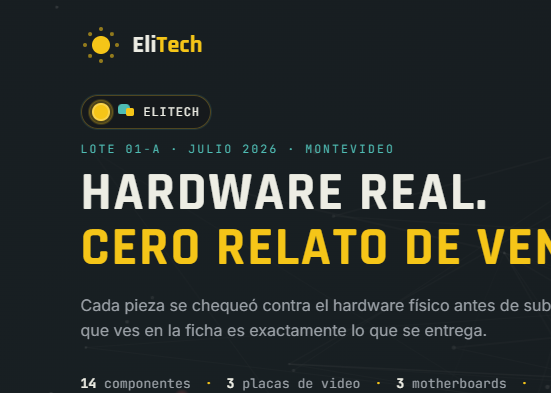 EliTech
ELITECH
LOTE 01-A · JULIO 2026 · MONTEVIDEO
HARDWARE REAL.
CERO RELATO DE VEN
Cada pieza se chequeó contra el hardware físico antes de sub
que ves en la ficha es exactamente lo que se entrega.
14 componentes · 3 placas de video · 3 motherboards ·